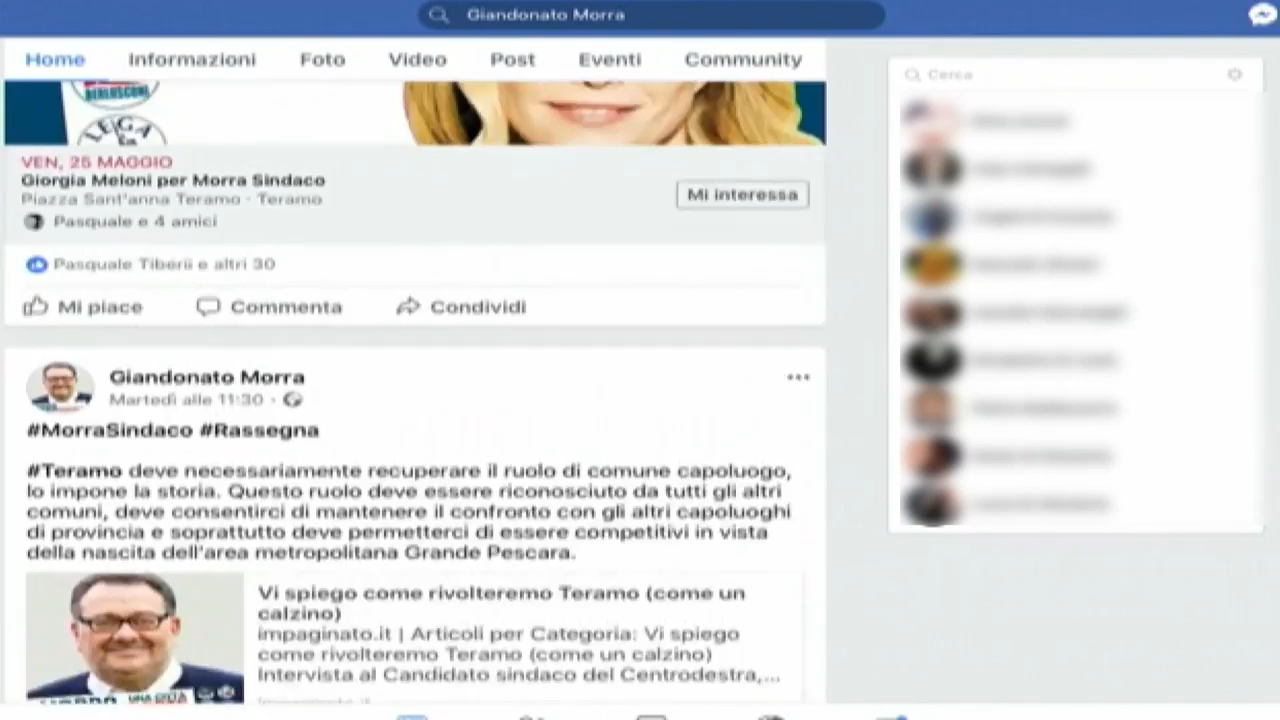 Giandonato Morra
Home Informazioni Foto Video Post Eventi Community
Cerca
BERLUSCONI
LEGA
VEN, 25 MAGGIO
Giorgia Meloni per Morra Sindaco
Piazza Sant'anna Teramo · Teramo
Mi interessa
Pasquale e 4 amici
Pasquale Tiberii e altri 30
Mi piace Commenta Condividi
Giandonato Morra
Martedì alle 11:30 ·
#MorraSindaco #Rassegna
#Teramo deve necessariamente recuperare il ruolo di comune capoluogo,
lo impone la storia. Questo ruolo deve essere riconosciuto da tutti gli altri
comuni, deve consentirci di mantenere il confronto con gli altri capoluoghi
di provincia e soprattutto deve permetterci di essere competitivi in vista
della nascita dell'area metropolitana Grande Pescara.
Vi spiego come rivolteremo Teramo (come un
calzino)
impaginato.it | Articoli per Categoria: Vi spiego
come rivolteremo Teramo (come un calzino)
Intervista al Candidato sindaco del Centrodestra,...
UNA CITTÀ